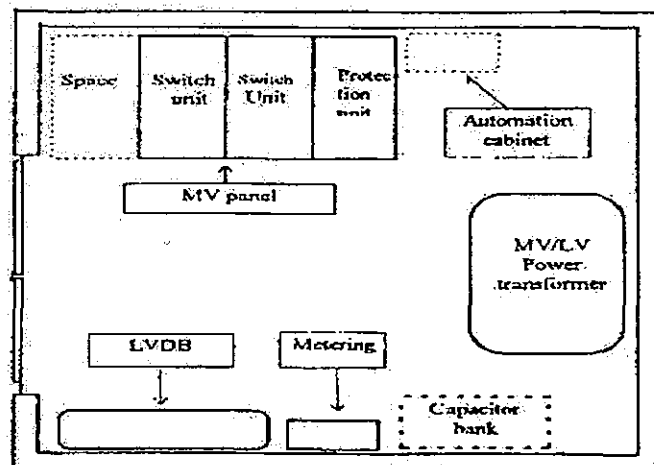 Space
Switch
unit
Switch
Unit
Protec
tion
unit
Automation
cabinet
MV panel
MV/LV
Power
transformer
LVDB
Metering
Capacitor
bank